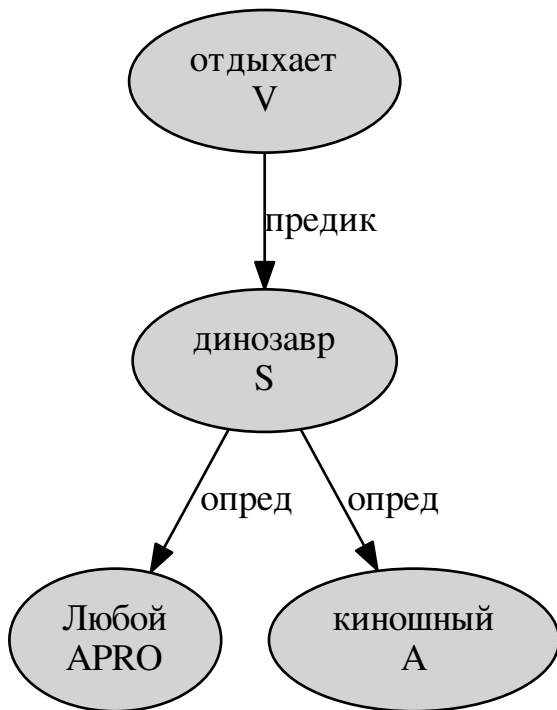 отдыхает
V
предик
динозавр
S
опред
опред
Любой
APRO
киношный
A